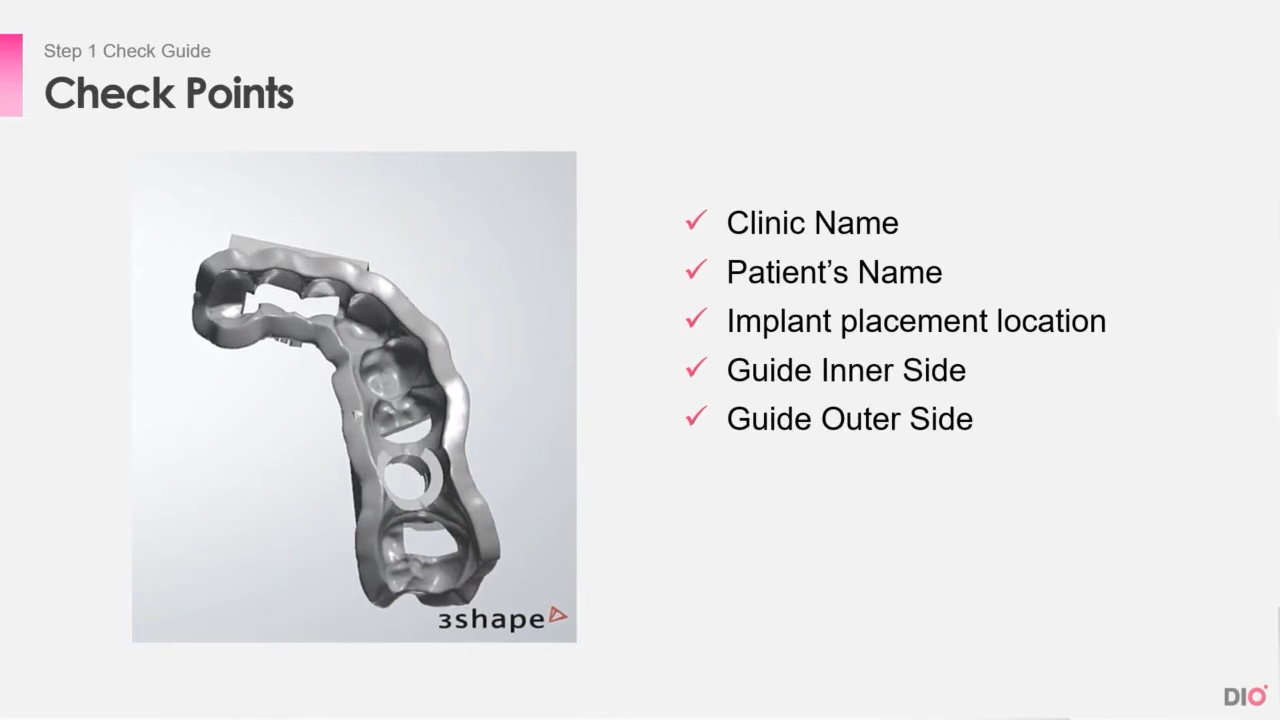 Step 1 Check Guide
Check Points
Clinic Name
Patient’s Name
Implant placement location
Guide Inner Side
Guide Outer Side
3shape
DIO